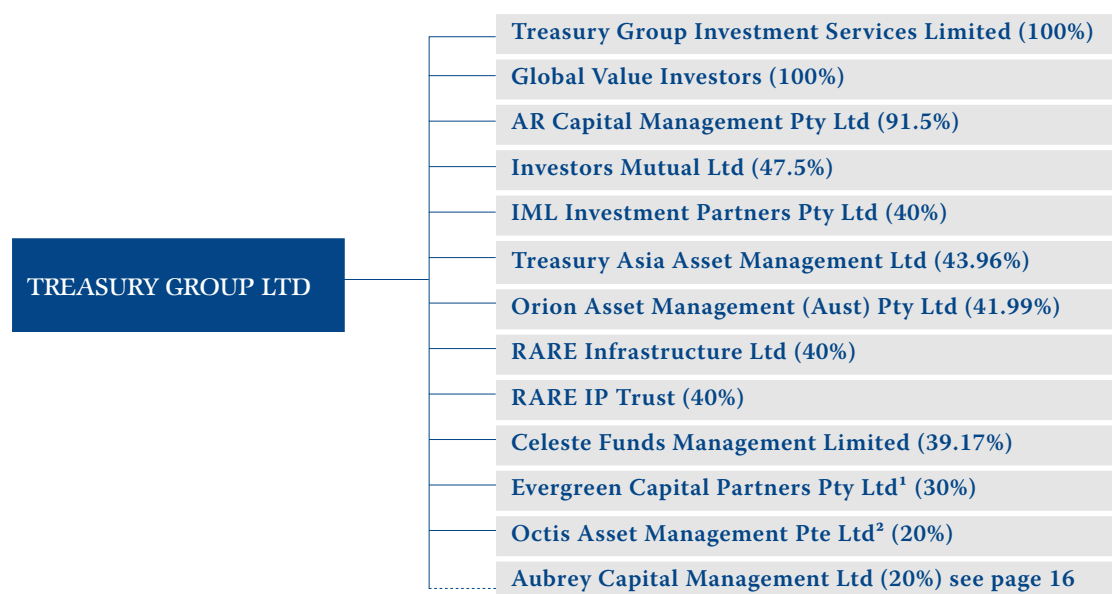 Treasury Group Investment Services Limited (100%)
Global Value Investors (100%)
AR Capital Management Pty Ltd (91.5%)
Investors Mutual Ltd (47.5%)
IML Investment Partners Pty Ltd (40%)
TREASURY GROUP LTD
Treasury Asia Asset Management Ltd (43.96%)
Orion Asset Management (Aust) Pty Ltd (41.99%)
RARE Infrastructure Ltd (40%)
RARE IP Trust (40%)
Celeste Funds Management Limited (39.17%)
Evergreen Capital Partners Pty Ltd¹ (30%)
Octis Asset Management Pte Ltd² (20%)
Aubrey Capital Management Ltd (20%) see page 16